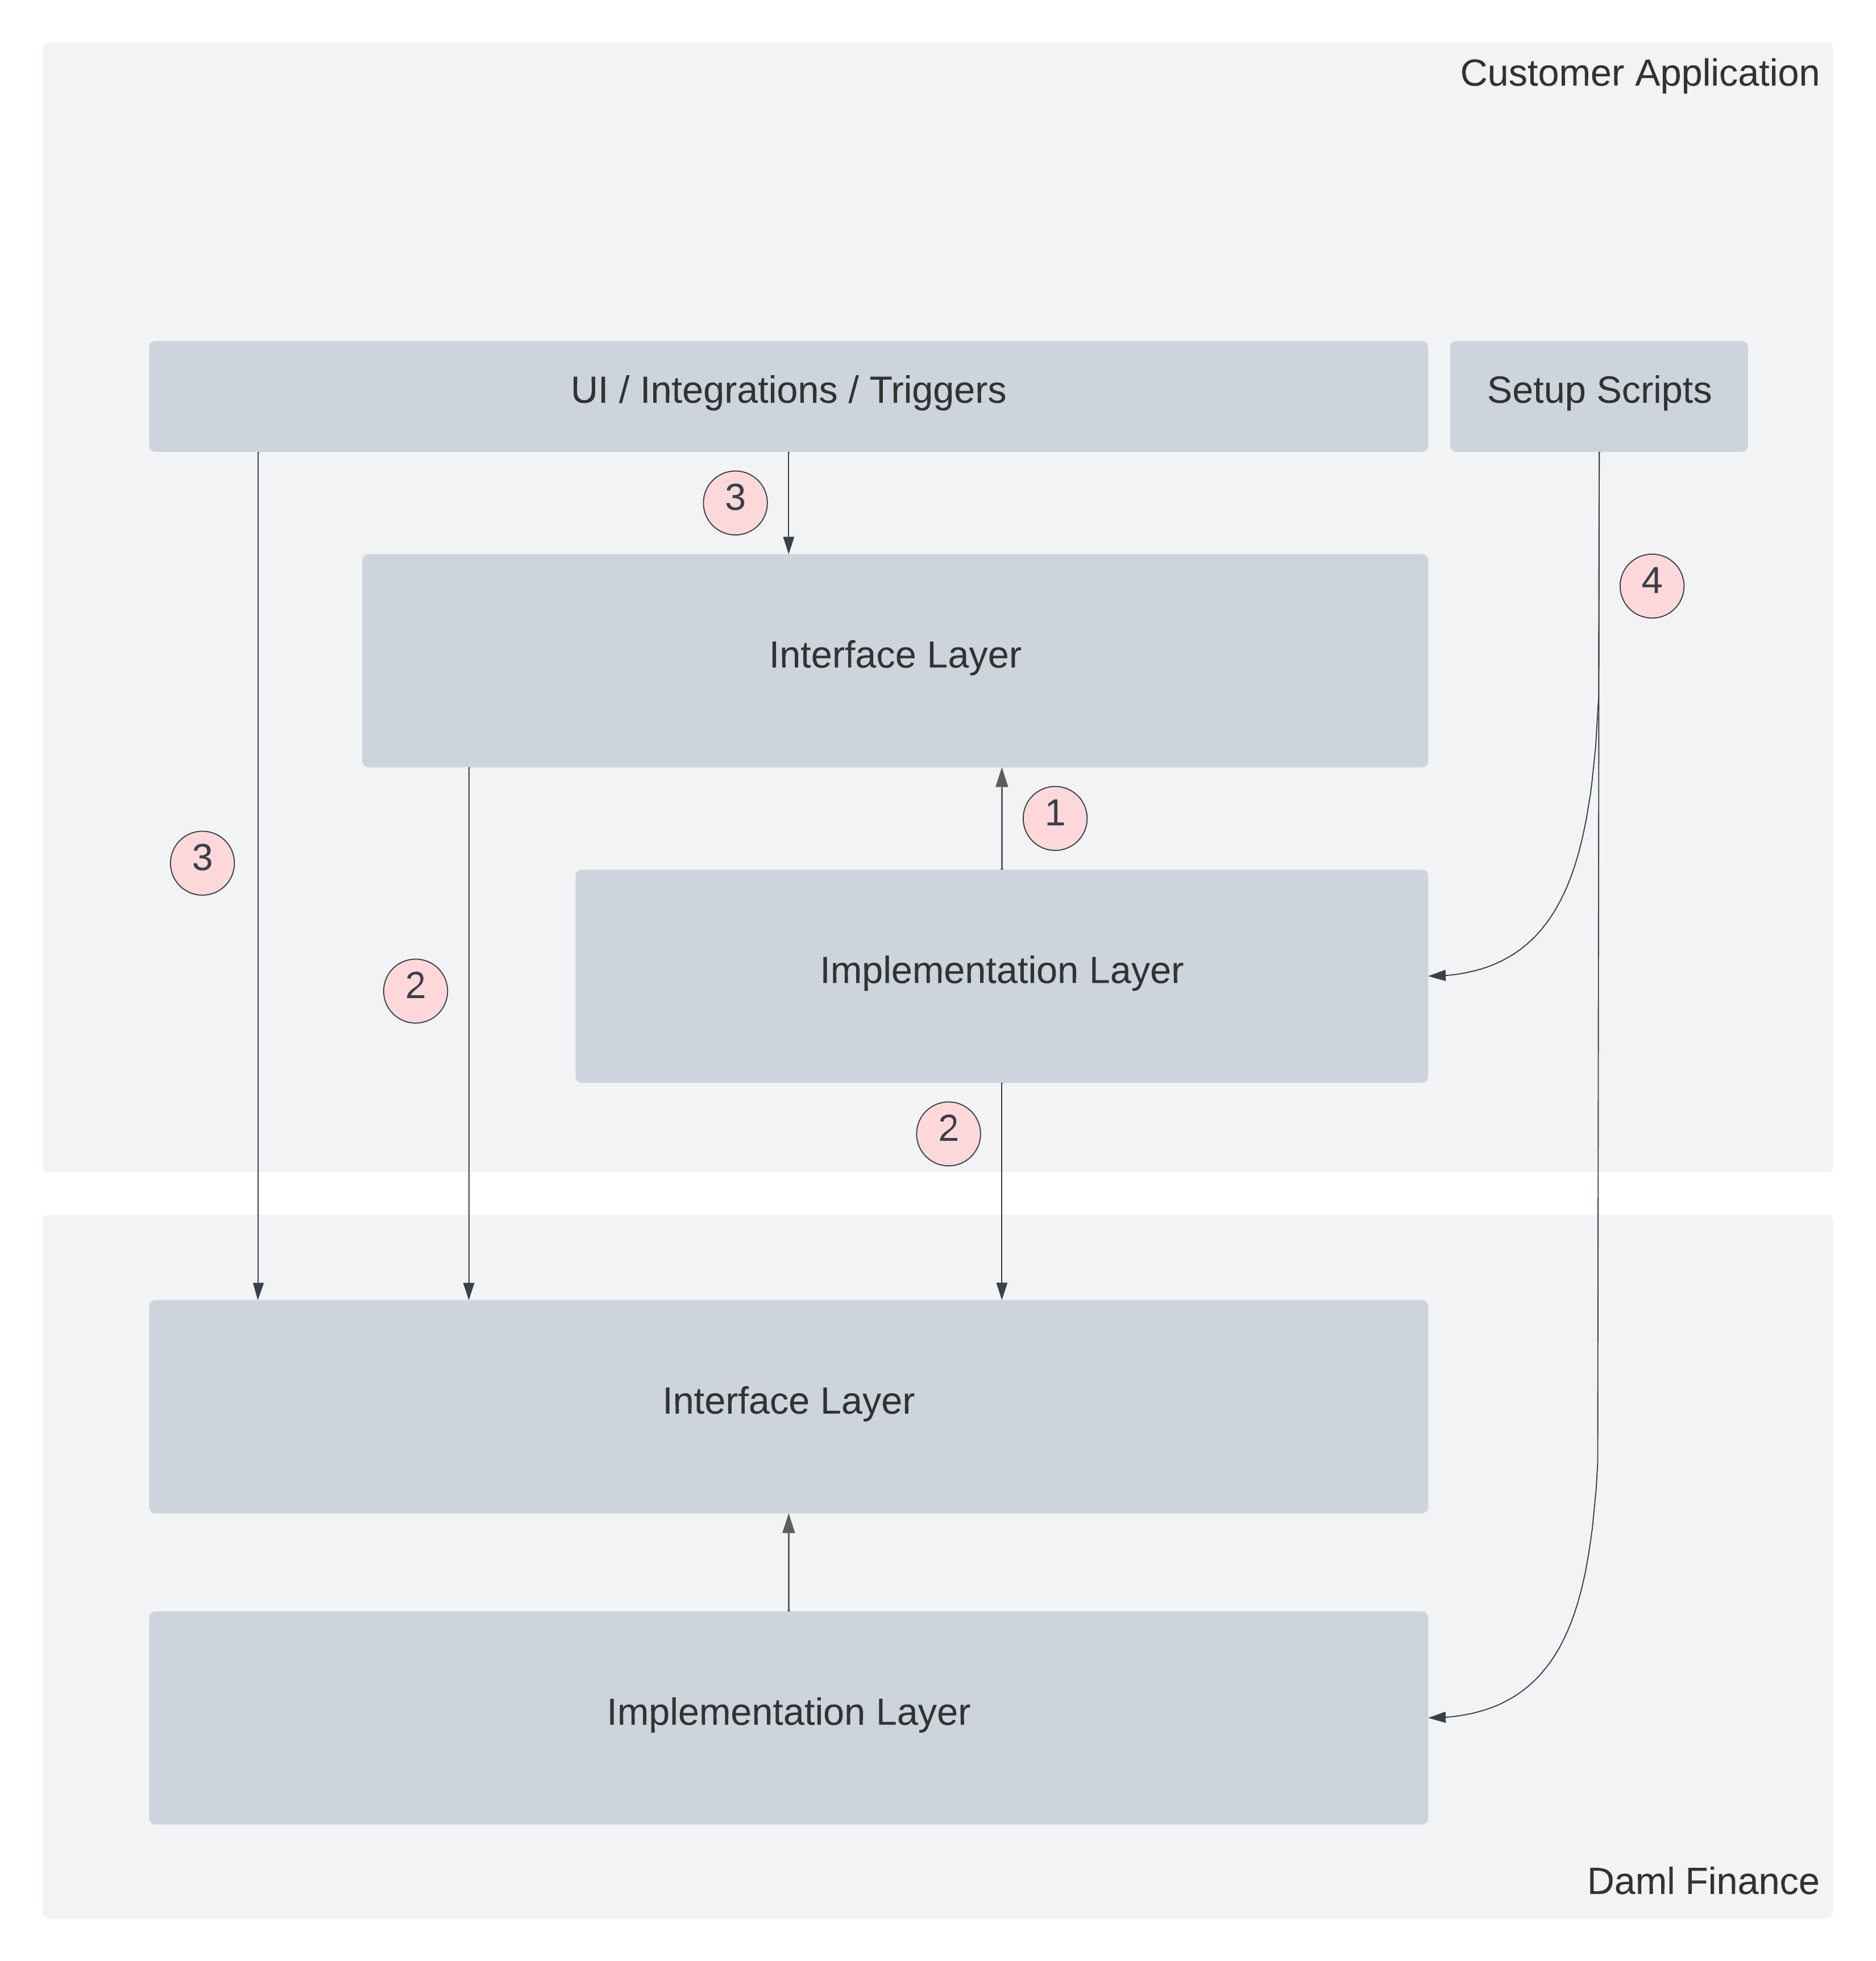 Customer Application
UI / Integrations / Triggers
Setup Scripts
3
4
Interface Layer
1
3
Implementation Layer
2
2
Interface Layer
Implementation Layer
Daml Finance